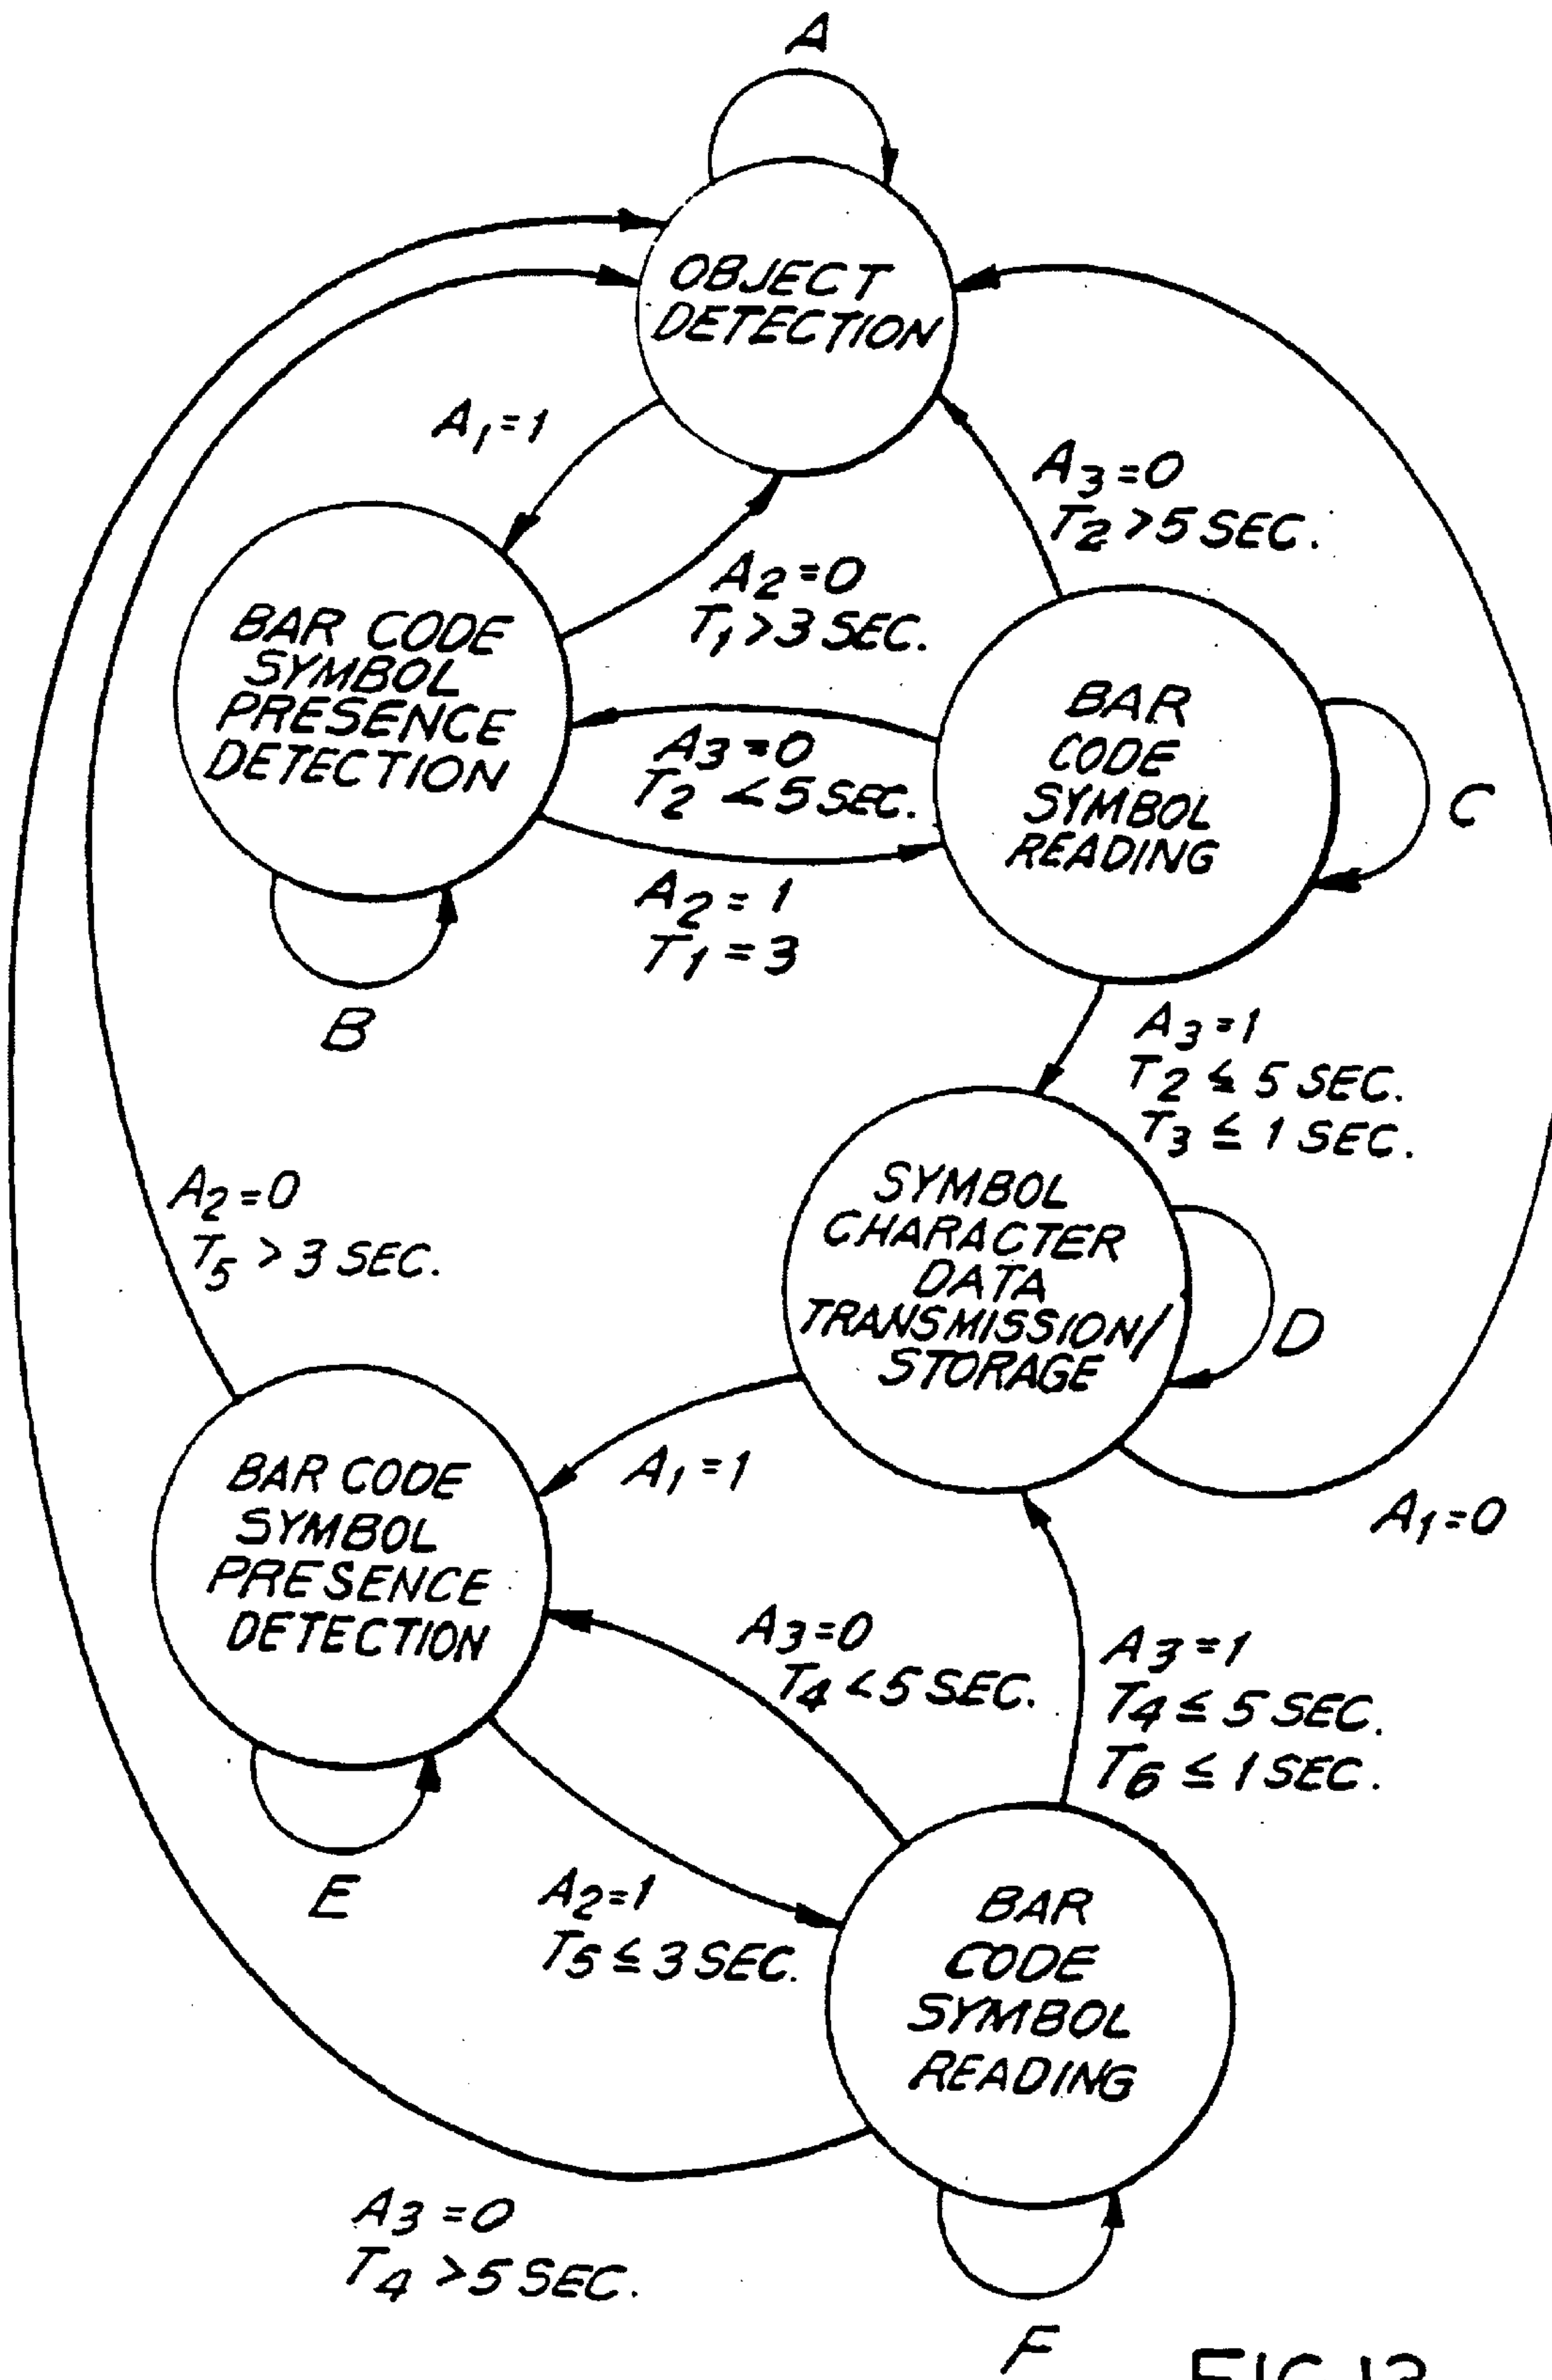 A
OBJECT
DETECTION
A1=1
A3=0
T2>5 SEC.
A2=0
T1>3 SEC.
BAR CODE
SYMBOL
PRESENCE
DETECTION
BAR
CODE
SYMBOL
READING
A3=0
T2<5 SEC.
C
A2=1
T1=3
B
A3=1
T2≤5 SEC.
T3≤1 SEC.
SYMBOL
CHARACTER
DATA
TRANSMISSION/
STORAGE
A2=0
T5>3 SEC.
D
BAR CODE
SYMBOL
PRESENCE
DETECTION
A1=1
A1=0
A3=0
T4<5 SEC.
A3=1
T4≤5 SEC.
T6≤1 SEC.
E
A2=1
T5≤3 SEC.
BAR
CODE
SYMBOL
READING
A3=0
T4>5 SEC.
F